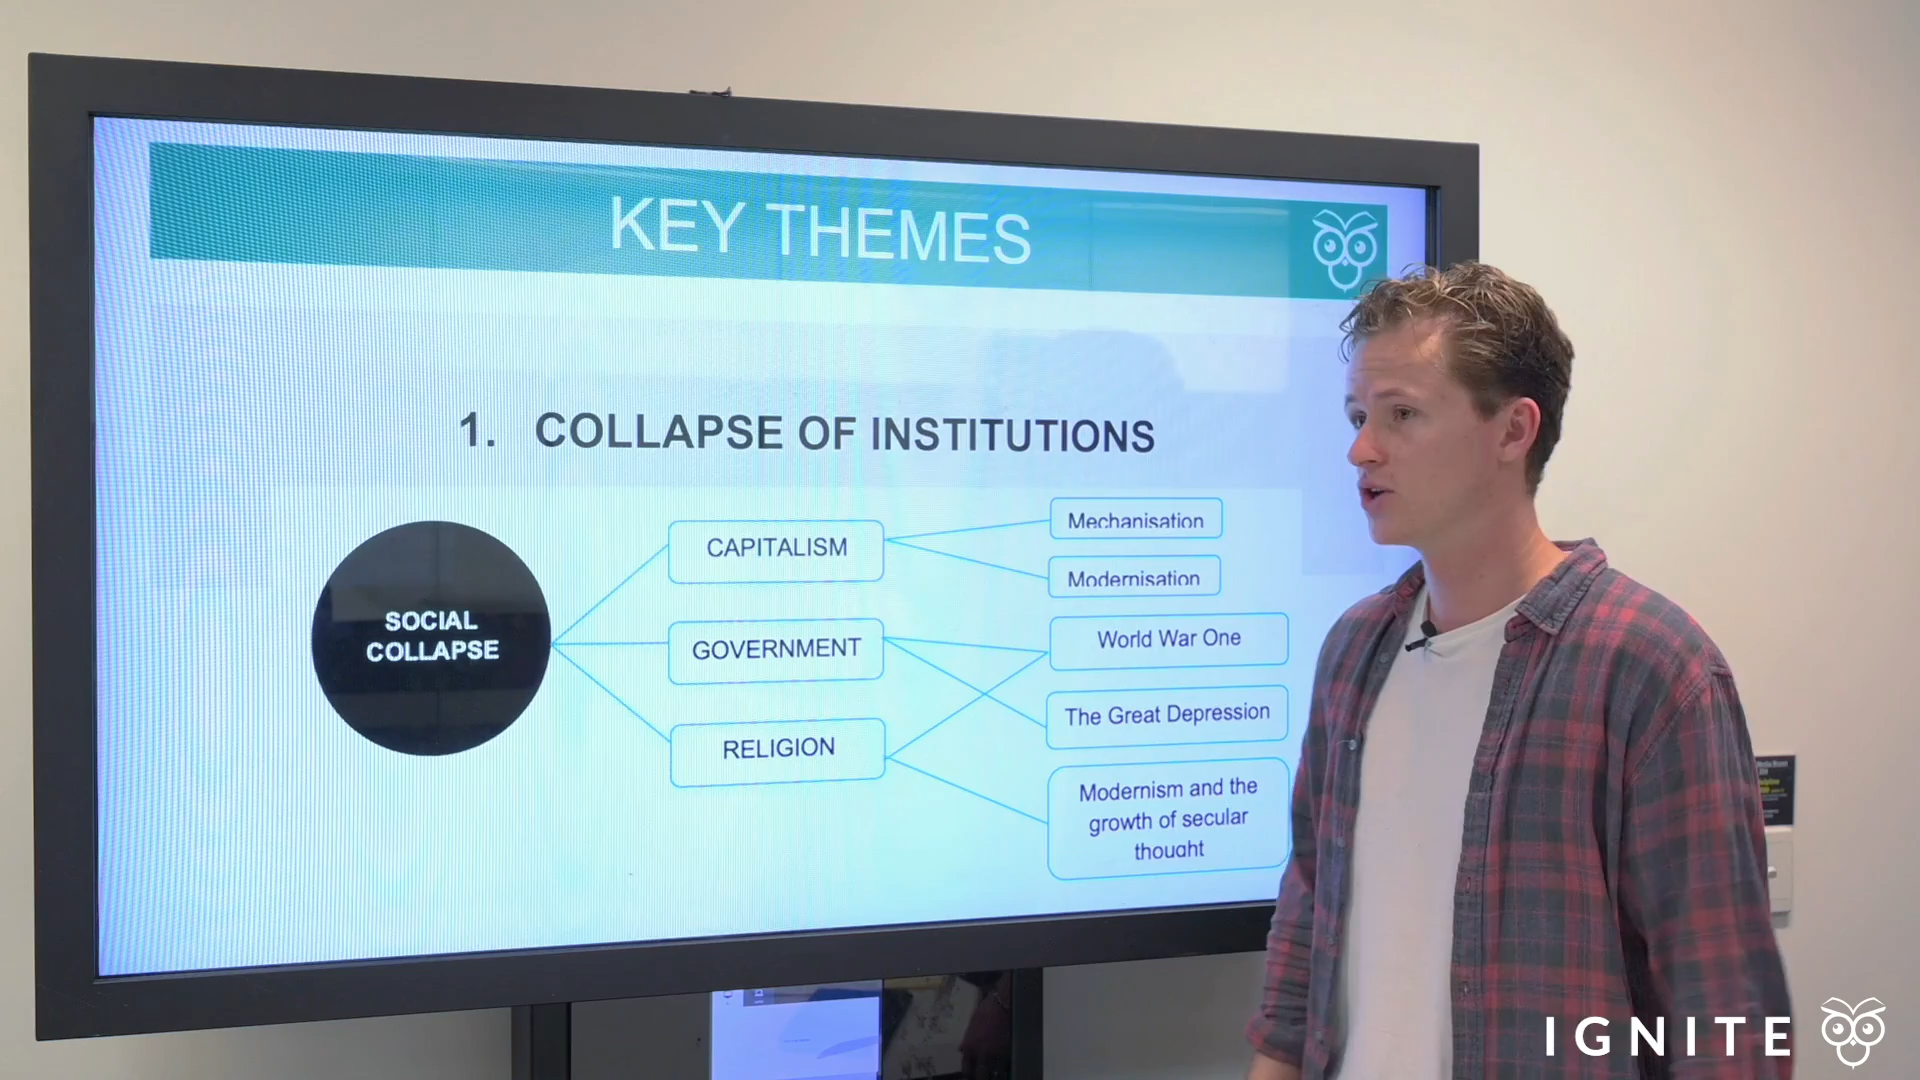 KEY THEMES
1. COLLAPSE OF INSTITUTIONS
SOCIAL
COLLAPSE
CAPITALISM
GOVERNMENT
RELIGION
Mechanisation
Modernisation
World War One
The Great Depression
Modernism and the
growth of secular
thought
IGNITE